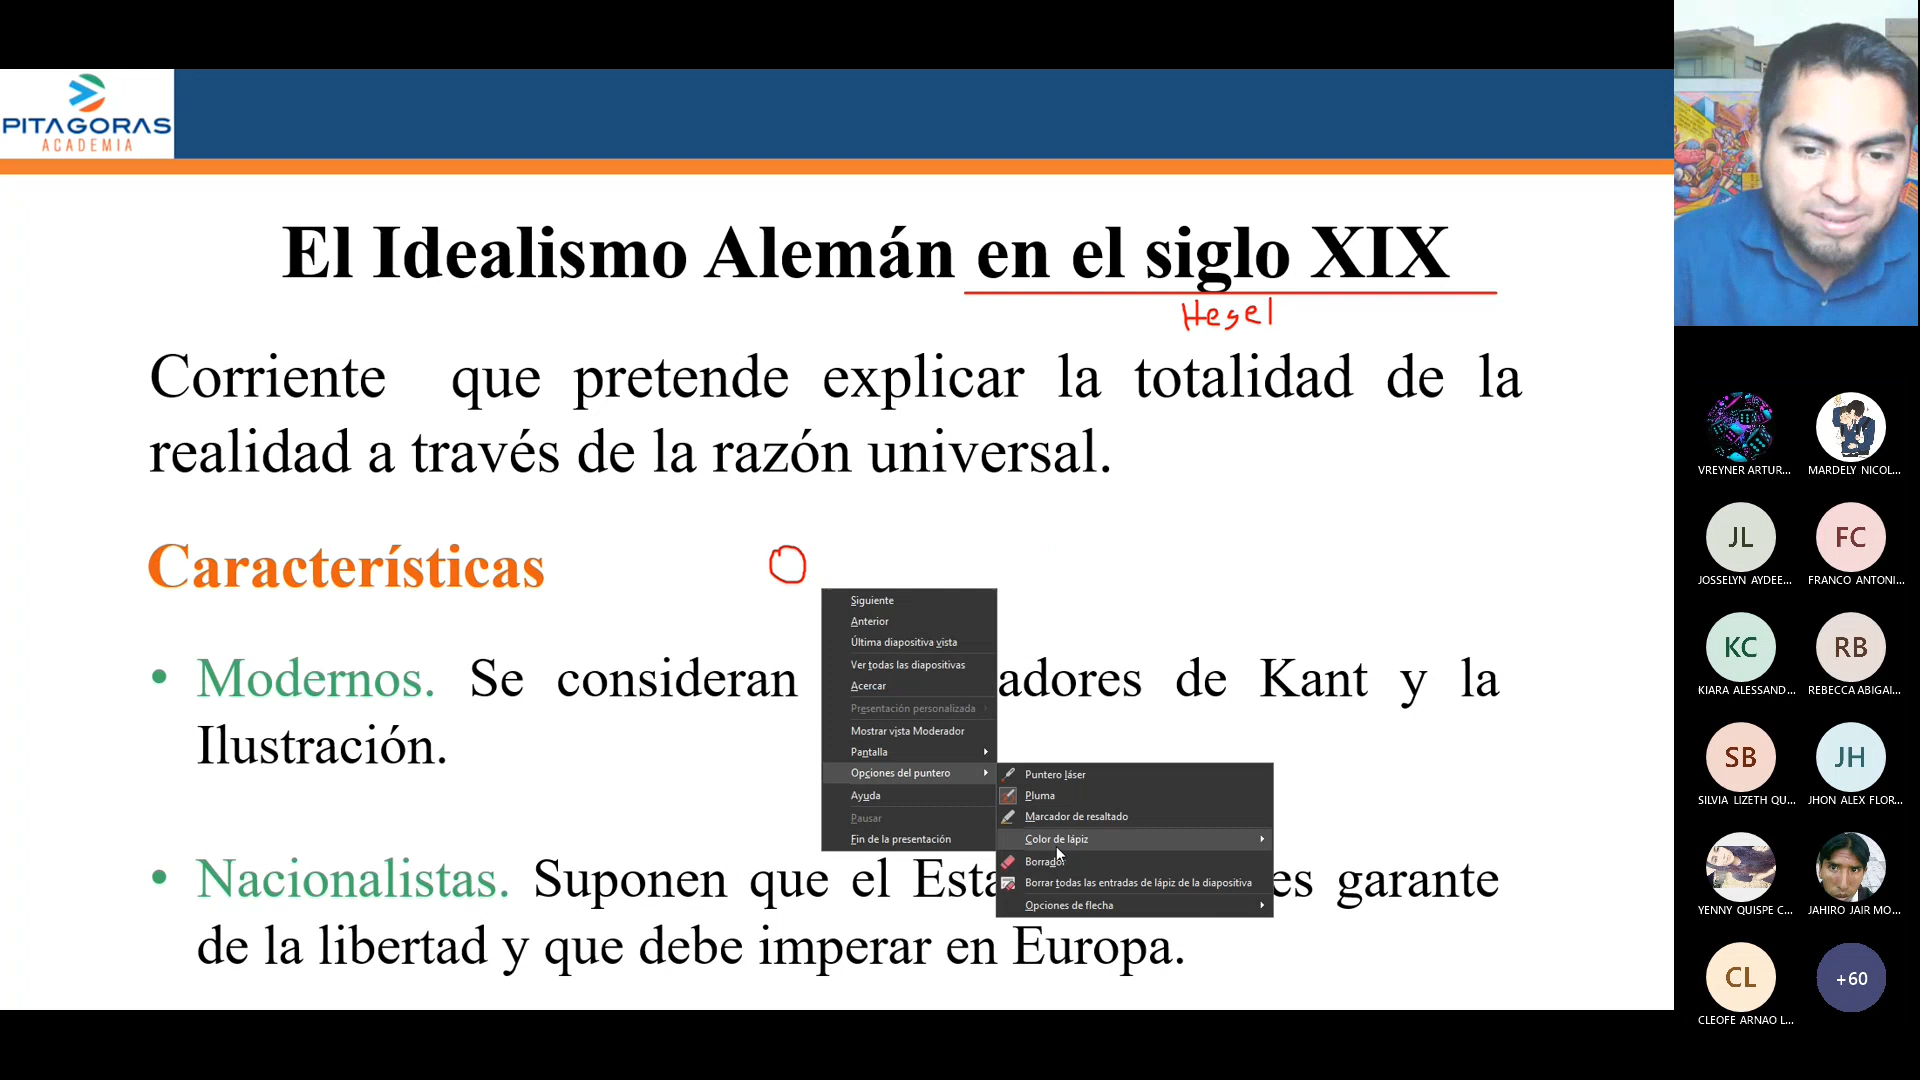 PITAGORAS
ACADEMIA
El Idealismo Alemán en el siglo XIX
Hegel
Corriente que pretende explicar la totalidad de la
realidad a través de la razón universal.
Características
• Modernos. Se consideran adores de Kant y la
Ilustración.
• Nacionalistas. Suponen que el Esta es garante
de la libertad y que debe imperar en Europa.
Siguiente
Anterior
Última diapositiva vista
Ver todas las diapositivas
Acercar
Presentación personalizada
Mostrar vista Moderador
Pantalla
Opciones del puntero
Ayuda
Pausar
Fin de la presentación
Puntero láser
Pluma
Marcador de resaltado
Color de lápiz
Borrador
Borrar todas las entradas de lápiz de la diapositiva
Opciones de flecha
VREYNER ARTUR...
MARDELY NICOL...
JL
FC
JOSSELYN AYDEE...
FRANCO ANTONI...
KC
RB
KIARA ALESSAND...
REBECCA ABIGAI...
SB
JH
SILVIA LIZETH QU...
JHON ALEX FLOR...
YENNY QUISPE C...
JAHIRO JAIR MO...
CL
+60
CLEOFE ARNAO L...